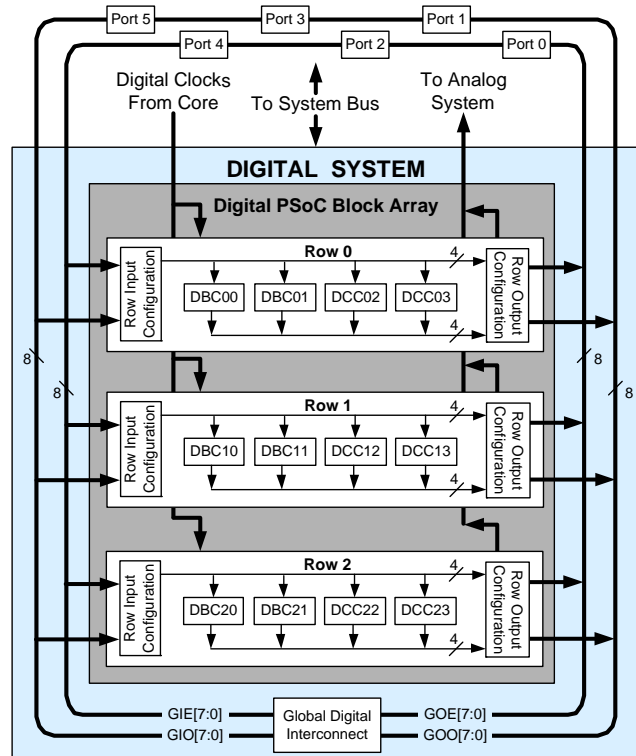 Port 5
Port 3
Port 1
Port 4
Port 2
Port 0
Digital Clocks
From Core
To System Bus
To Analog
System
DIGITAL SYSTEM
Digital PSoC Block Array
Row Input
Configuration
Row 0
4
DBC00
DBC01
DCC02
DCC03
4
Row Output
Configuration
8
8
8
8
Row Input
Configuration
Row 1
4
DBC10
DBC11
DCC12
DCC13
4
Row Output
Configuration
Row Input
Configuration
Row 2
4
DBC20
DBC21
DCC22
DCC23
4
Row Output
Configuration
GIE[7:0]
GIO[7:0]
Global Digital
Interconnect
GOE[7:0]
GOO[7:0]